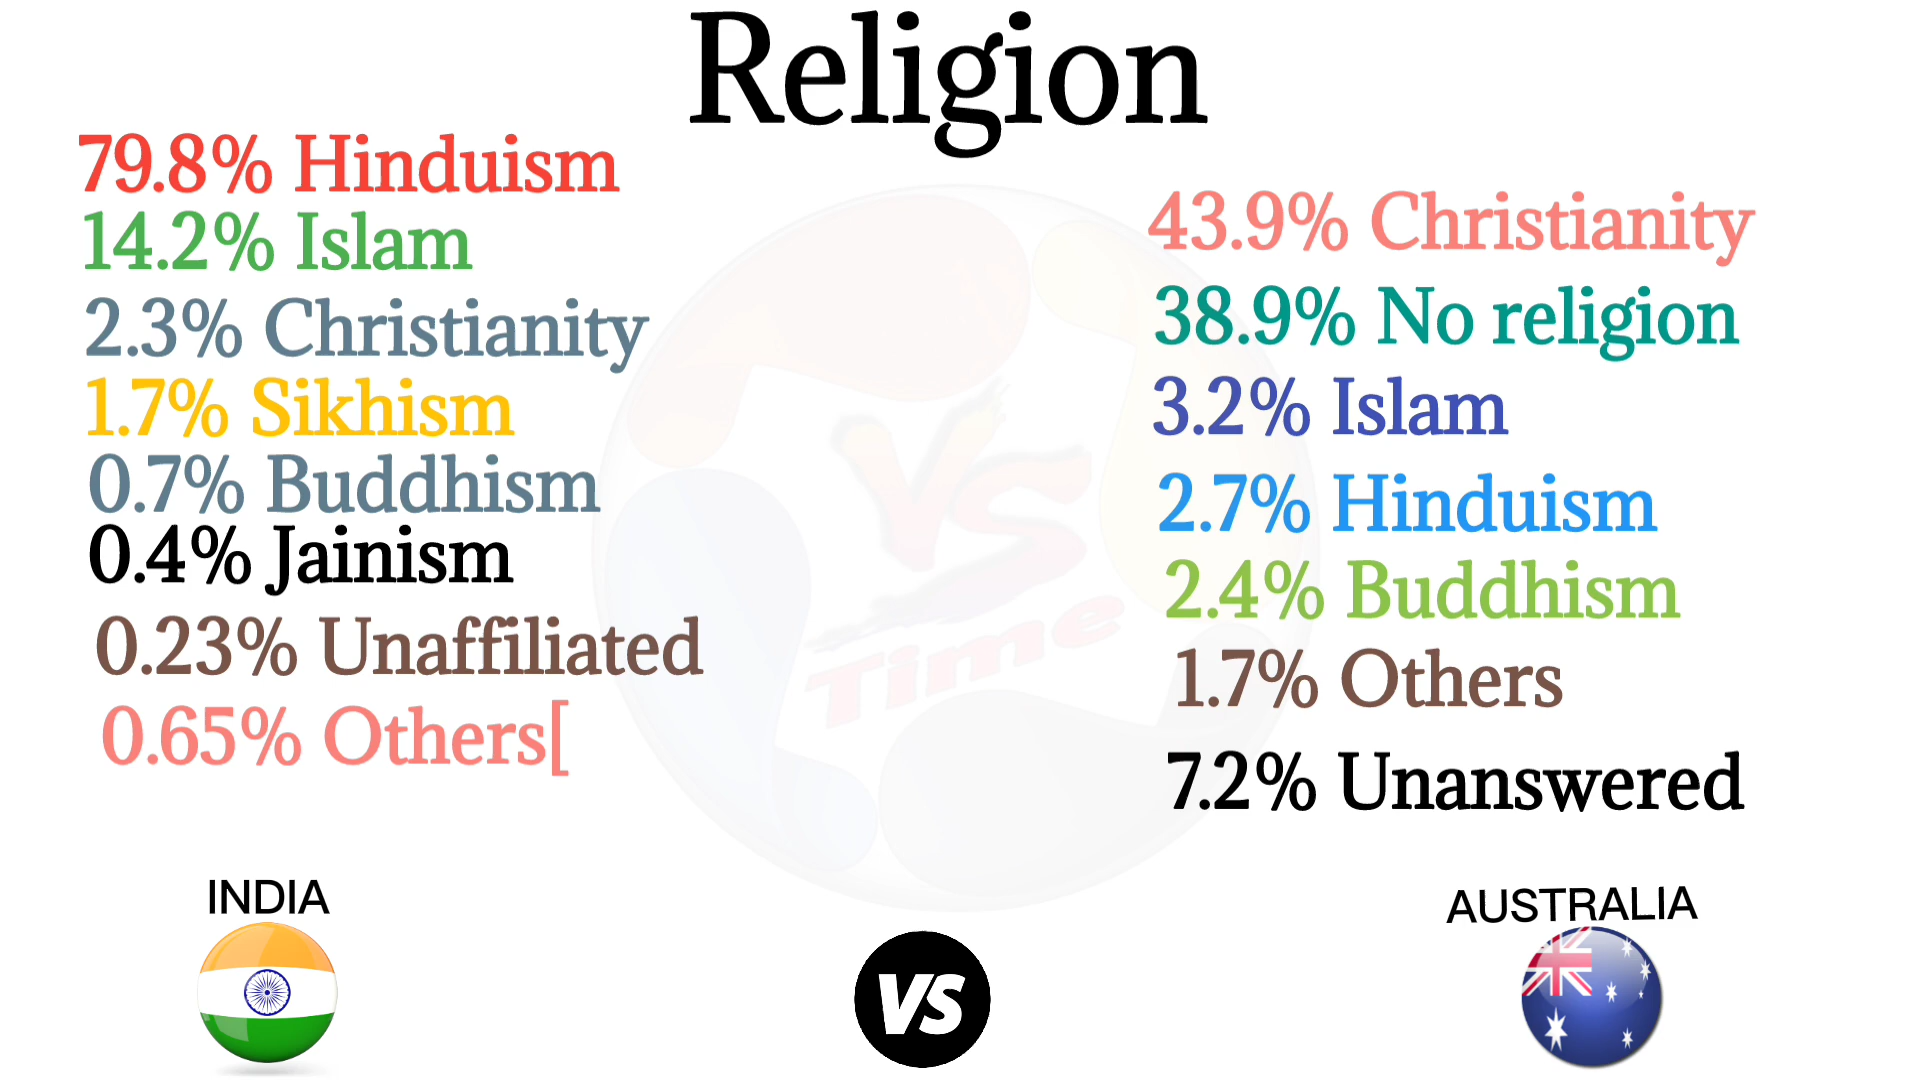 Religion
79.8% Hinduism
14.2% Islam
2.3% Christianity
1.7% Sikhism
0.7% Buddhism
0.4% Jainism
0.23% Unaffiliated
0.65% Others[
43.9% Christianity
38.9% No religion
3.2% Islam
2.7% Hinduism
2.4% Buddhism
1.7% Others
7.2% Unanswered
VS
Time
INDIA
VS
AUSTRALIA